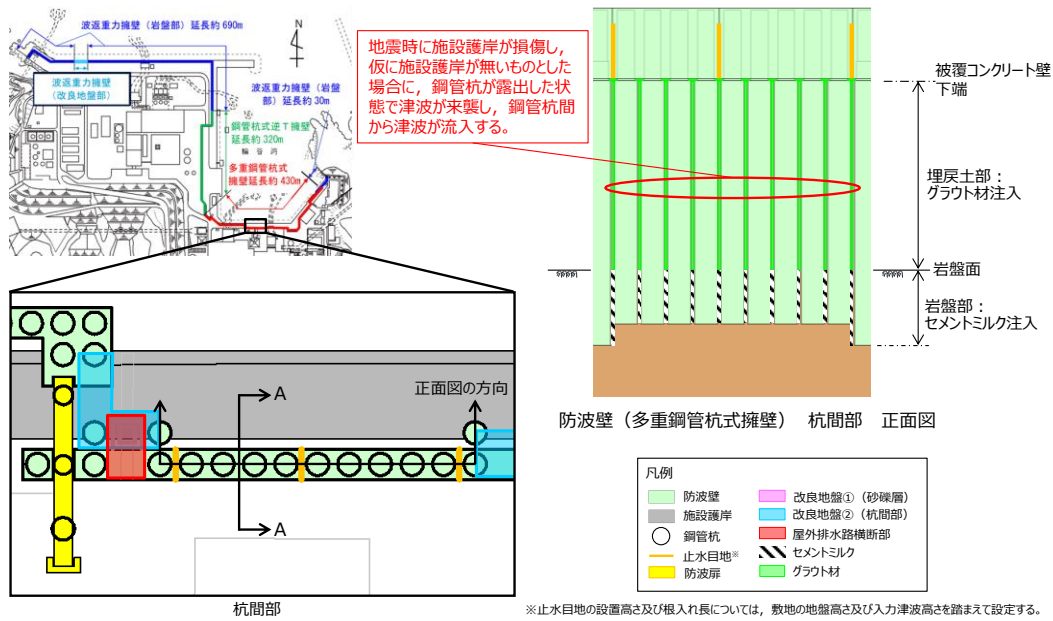 波返重力擁壁（岩盤部）延長約690m
N
波返重力擁壁
（改良地盤部）
波返重力擁壁（岩盤
部）延長約30m
鋼管杭式逆T擁壁
延長約320m
輪谷湾
多重鋼管杭式
擁壁延長約430m
地震時に施設護岸が損傷し，
仮に施設護岸が無いものとした
場合に，鋼管杭が露出した状
態で津波が来襲し，鋼管杭間
から津波が流入する。
被覆コンクリート壁
下端
埋戻土部：
グラウト材注入
岩盤面
岩盤部：
セメントミルク注入
防波壁（多重鋼管杭式擁壁） 杭間部 正面図
A
正面図の方向
A
杭間部
凡例
防波壁
施設護岸
鋼管杭
止水目地※
防波扉
改良地盤①（砂礫層）
改良地盤②（杭間部）
屋外排水路横断部
セメントミルク
グラウト材
※止水目地の設置高さ及び根入れ長については，敷地の地盤高さ及び入力津波高さを踏まえて設定する。